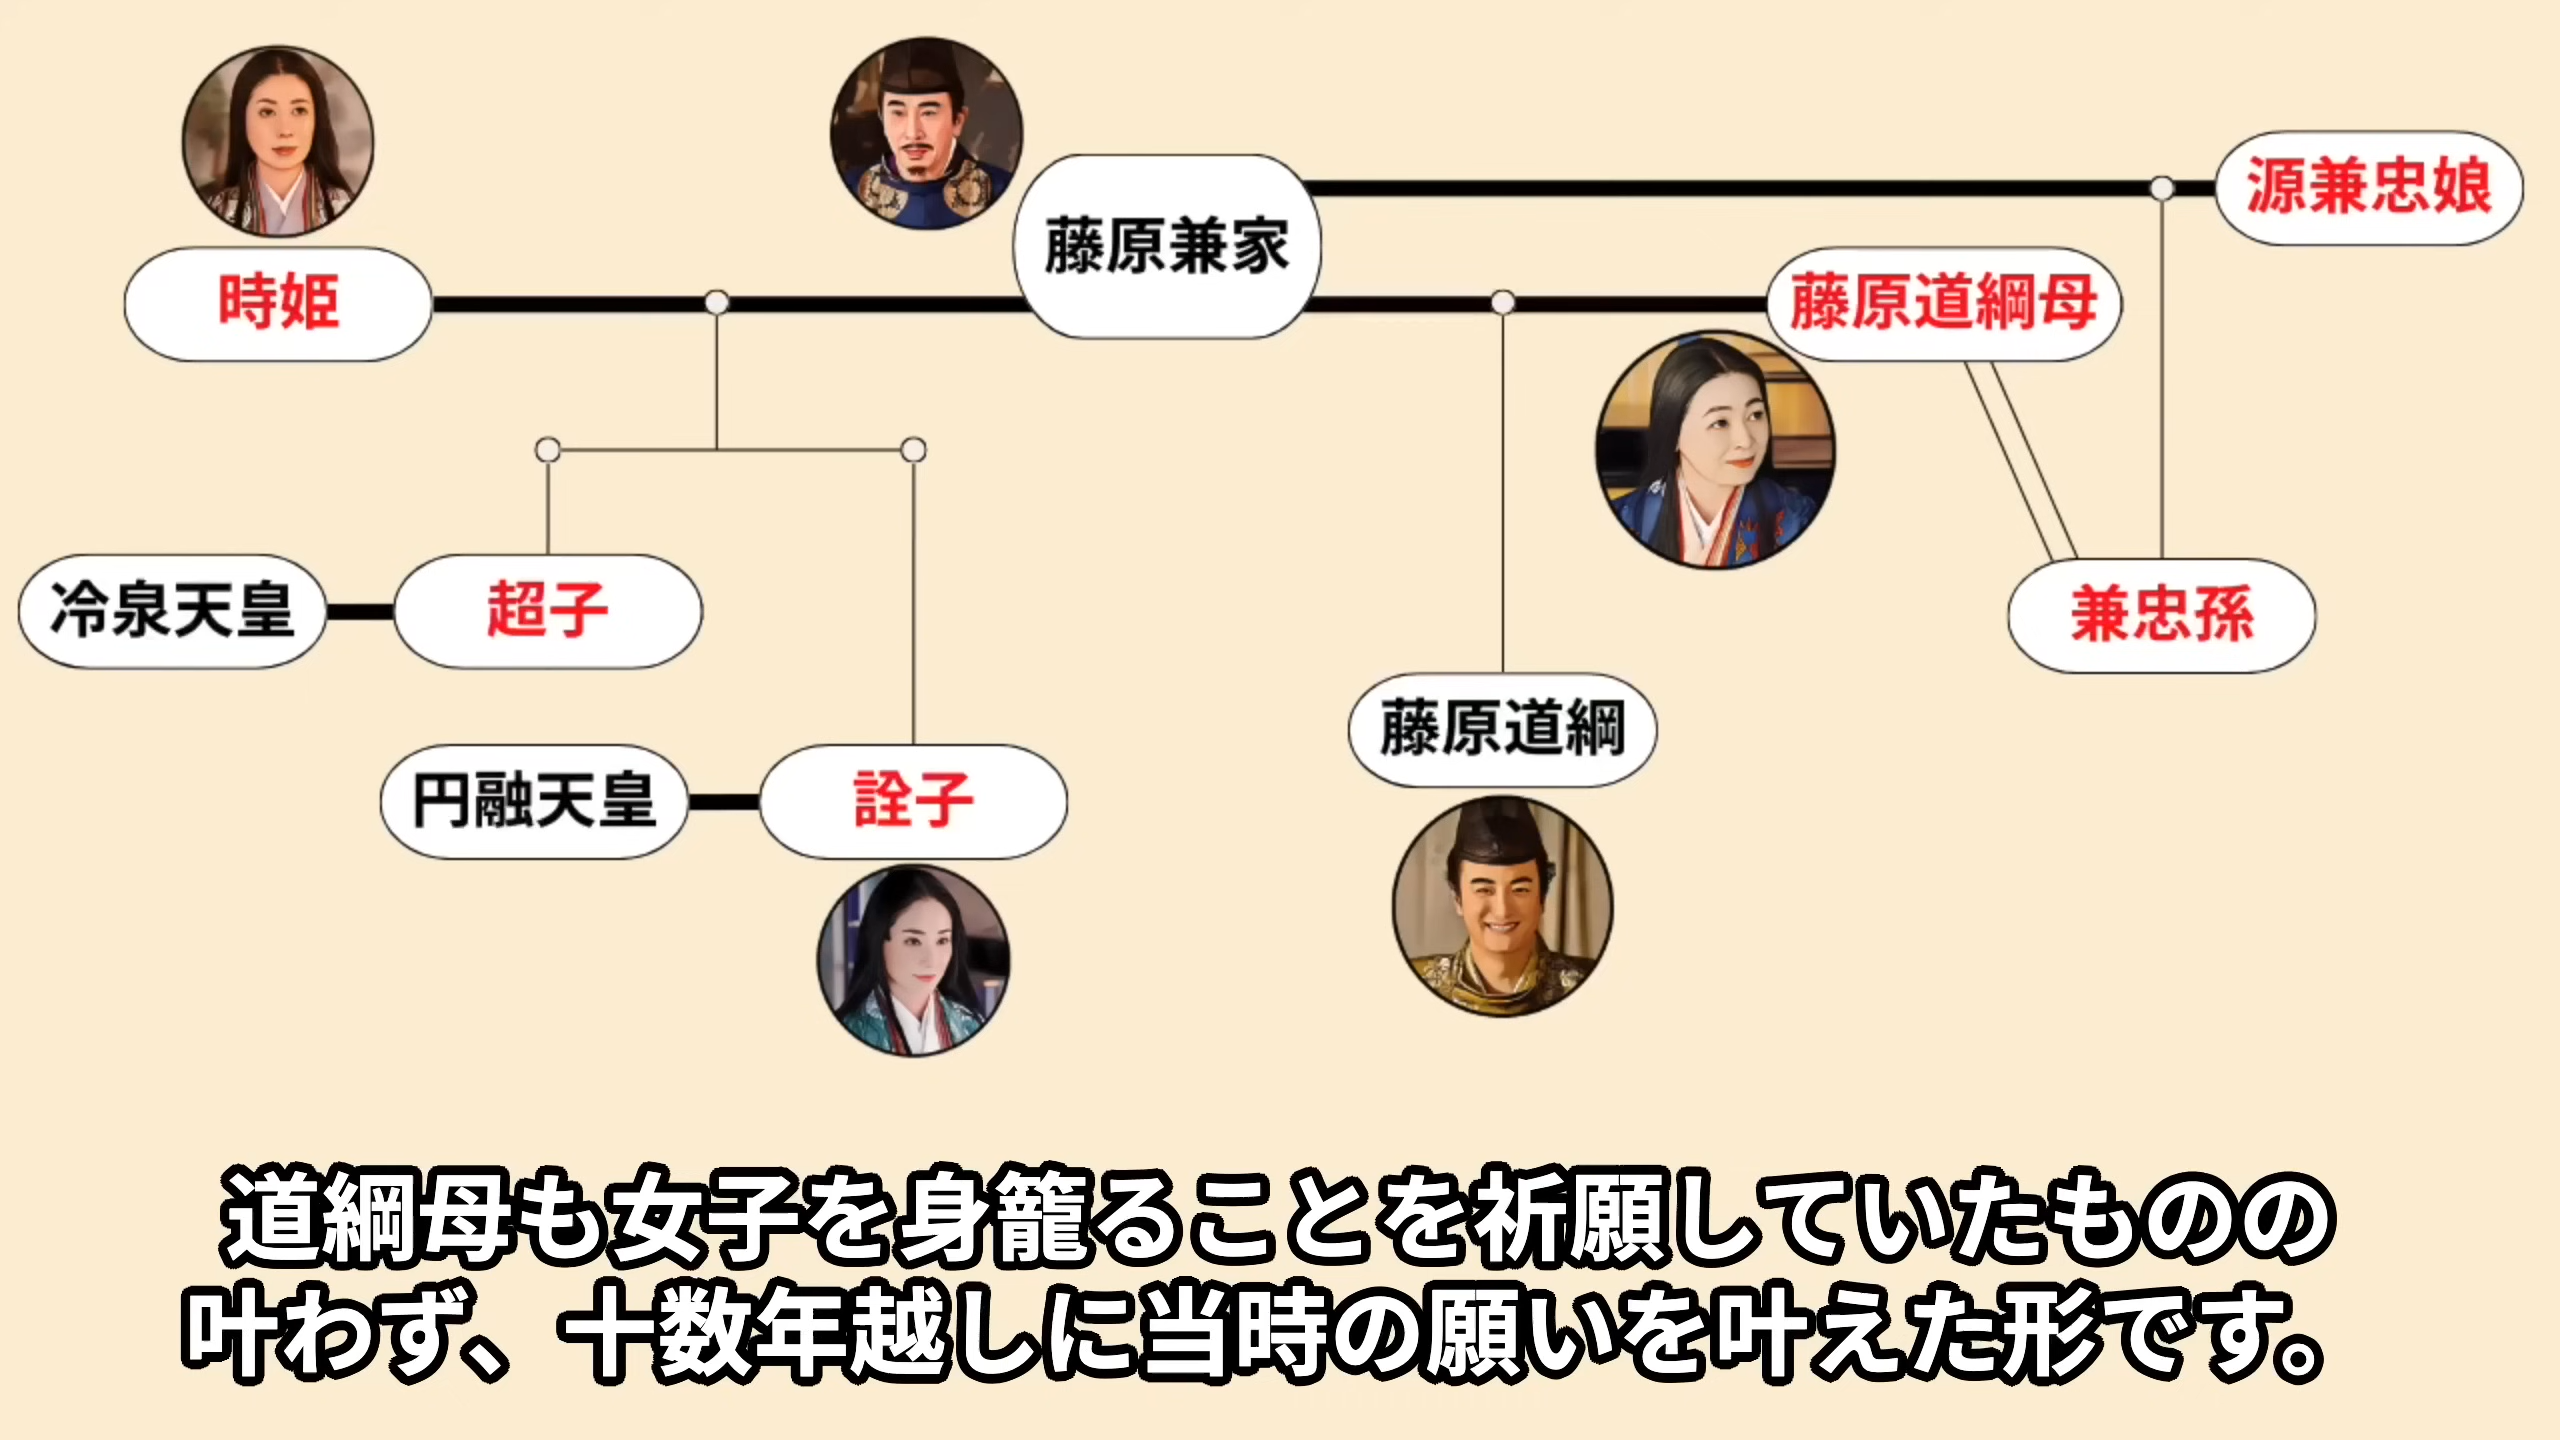 源兼忠娘
藤原兼家
時姫
藤原道綱母
冷泉天皇
超子
兼忠孫
藤原道綱
円融天皇
詮子
道綱母も女子を身籠ることを祈願していたものの
叶わず、十数年越しに当時の願いを叶えた形です。